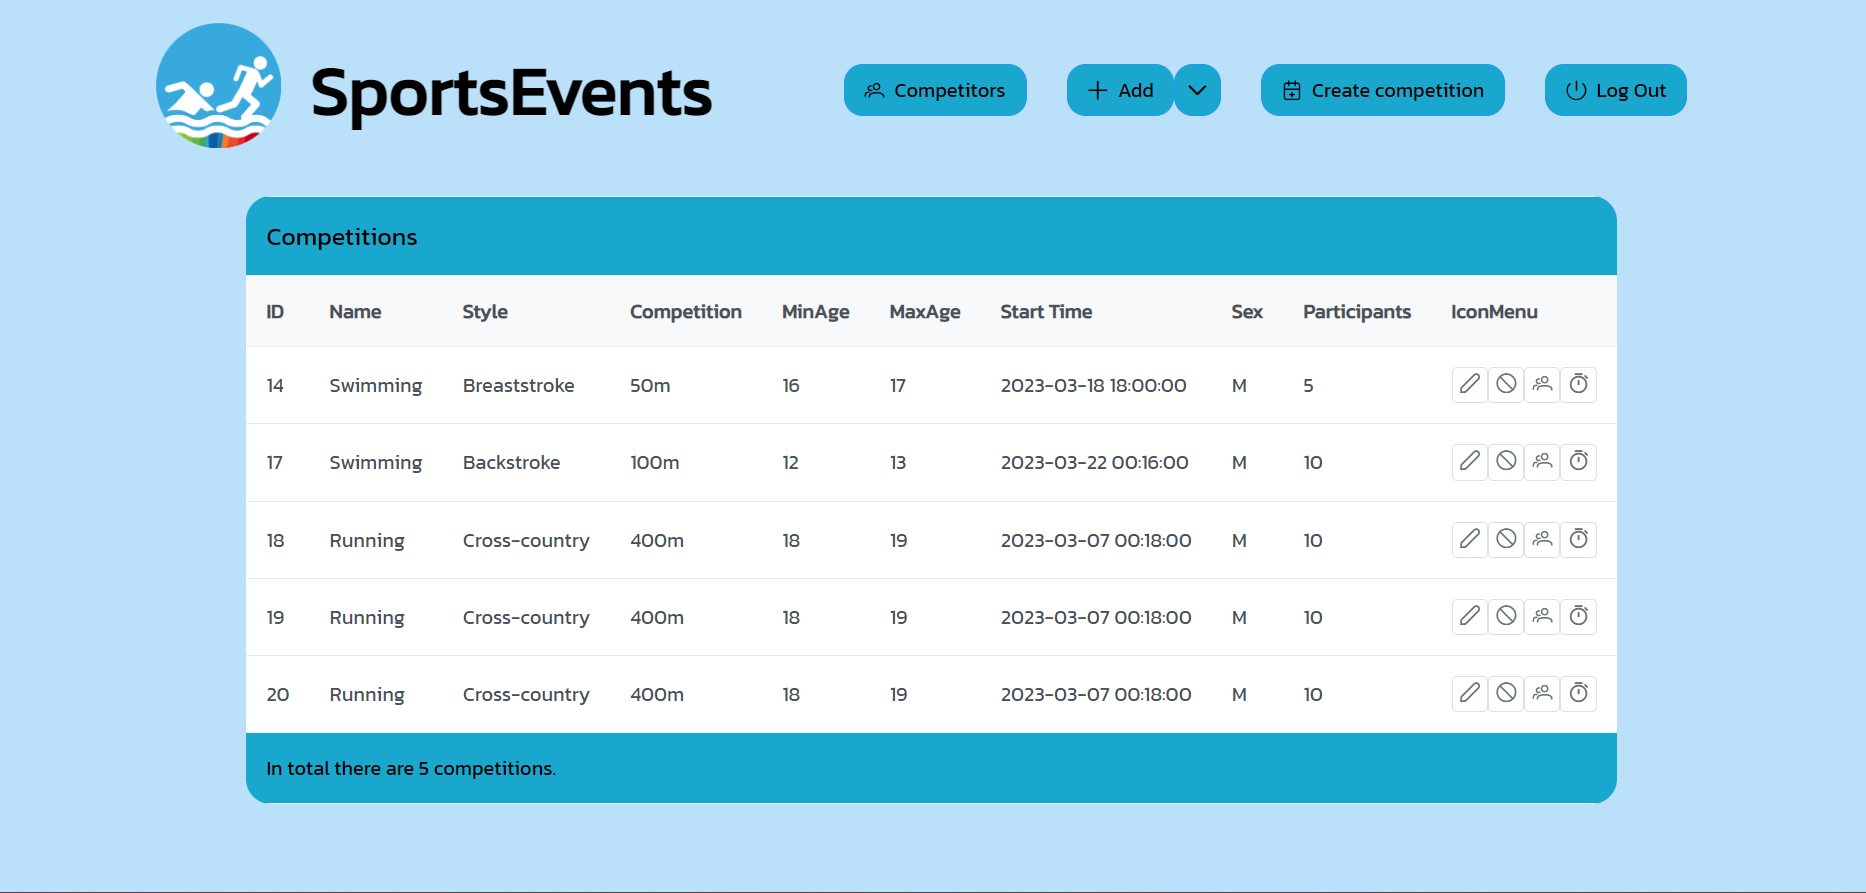 SportsEvents
Competitors
Add
Create competition
Log Out
Competitions
ID Name Style Competition MinAge MaxAge Start Time Sex Participants IconMenu
14 Swimming Breaststroke 50m 16 17 2023-03-18 18:00:00 M 5
17 Swimming Backstroke 100m 12 13 2023-03-22 00:16:00 M 10
18 Running Cross-country 400m 18 19 2023-03-07 00:18:00 M 10
19 Running Cross-country 400m 18 19 2023-03-07 00:18:00 M 10
20 Running Cross-country 400m 18 19 2023-03-07 00:18:00 M 10
In total there are 5 competitions.